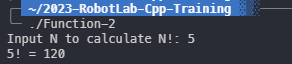 ~/2023-RobotLab-Cpp-Training
./Function-2
Input N to calculate N!: 5
5! = 120